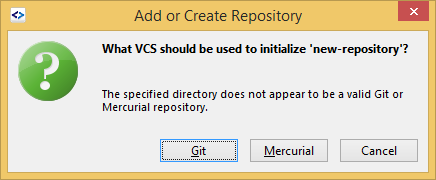 Add or Create Repository
What VCS should be used to initialize 'new-repository'?
The specified directory does not appear to be a valid Git or
Mercurial repository.
Git Mercurial Cancel